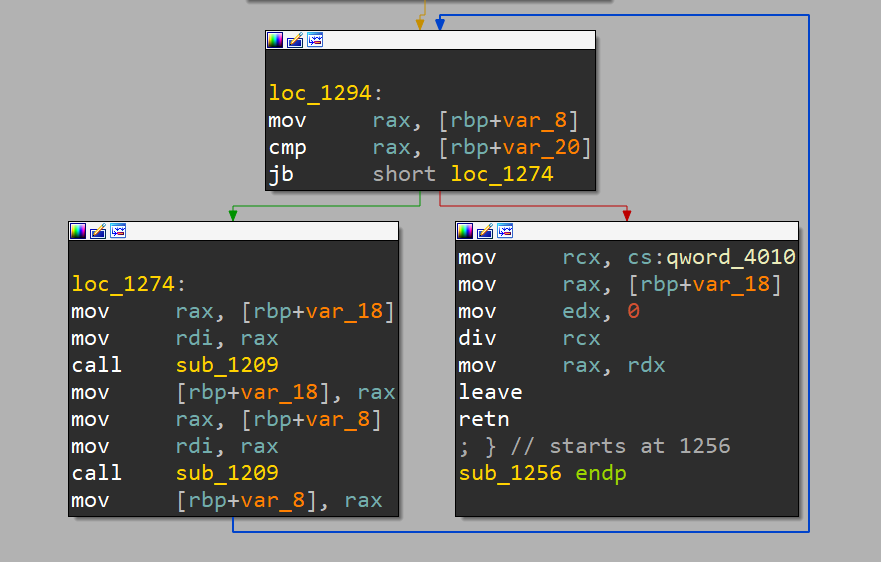 loc_1294:
mov rax, [rbp+var_8]
cmp rax, [rbp+var_20]
jb short loc_1274
loc_1274:
mov rax, [rbp+var_18]
mov rdi, rax
call sub_1209
mov [rbp+var_18], rax
mov rax, [rbp+var_8]
mov rdi, rax
call sub_1209
mov [rbp+var_8], rax
mov rcx, cs:qword_4010
mov rax, [rbp+var_18]
mov edx, 0
div rcx
mov rax, rdx
leave
retn
; } // starts at 1256
sub_1256 endp